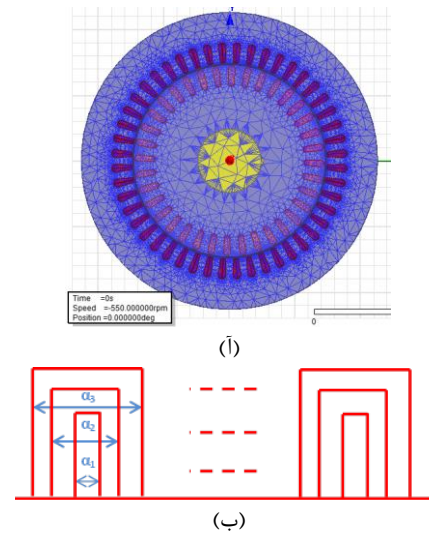 Time =0s
Speed =-550.000000rpm
Position =0.000000deg
0
(آ)
α₃
α₂
α₁
(ب)